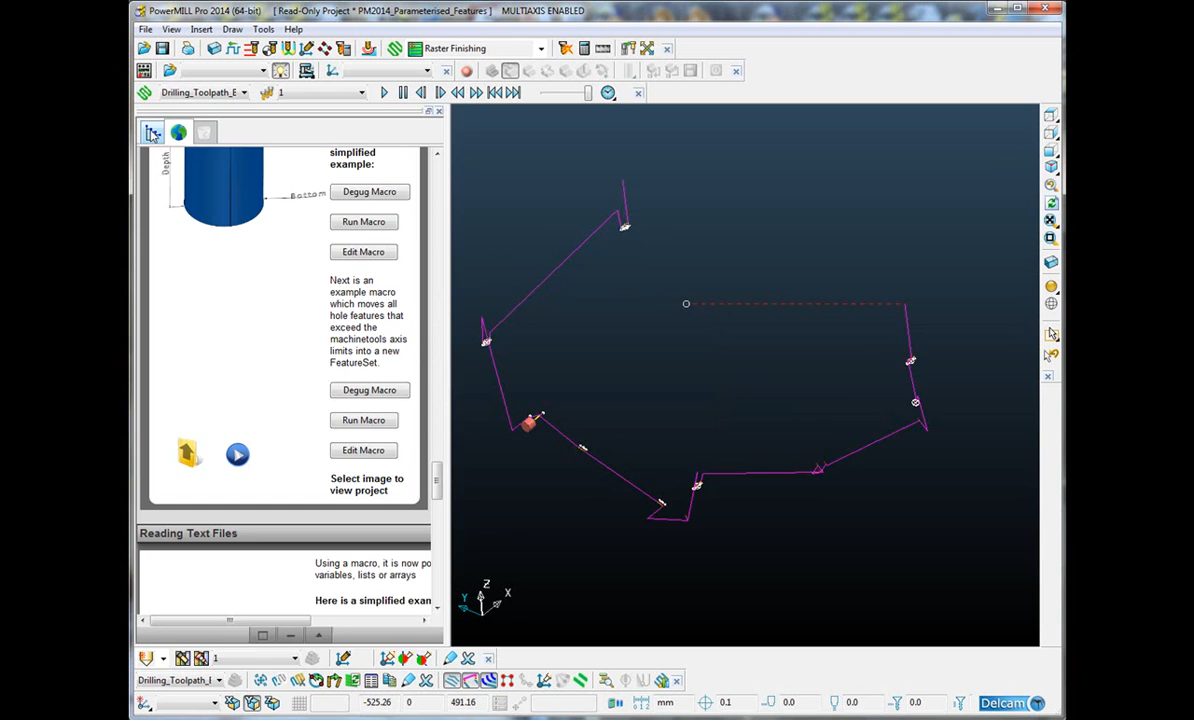 PowerMILL Pro 2014 (64-bit)    [ Read-Only Project * PM2014_Parameterised_Features ]    MULTIAXIS ENABLED
File View Insert Draw Tools Help
Raster Finishing
Drilling_Toolpath_E 1
simplified
example:
Depth
Bottom
Degug Macro
Run Macro
Edit Macro
Next is an
example macro
which moves all
hole features that
exceed the
machinetools axis
limits into a new
FeatureSet.
Degug Macro
Run Macro
Edit Macro
Select image to
view project
Reading Text Files
Using a macro, it is now po
variables, lists or arrays
Here is a simplified exam
Z
Y
X
1
Drilling_Toolpath_E
-525.26 0 491.16 mm 0.1 0.0 0.0 0.0 Delcam